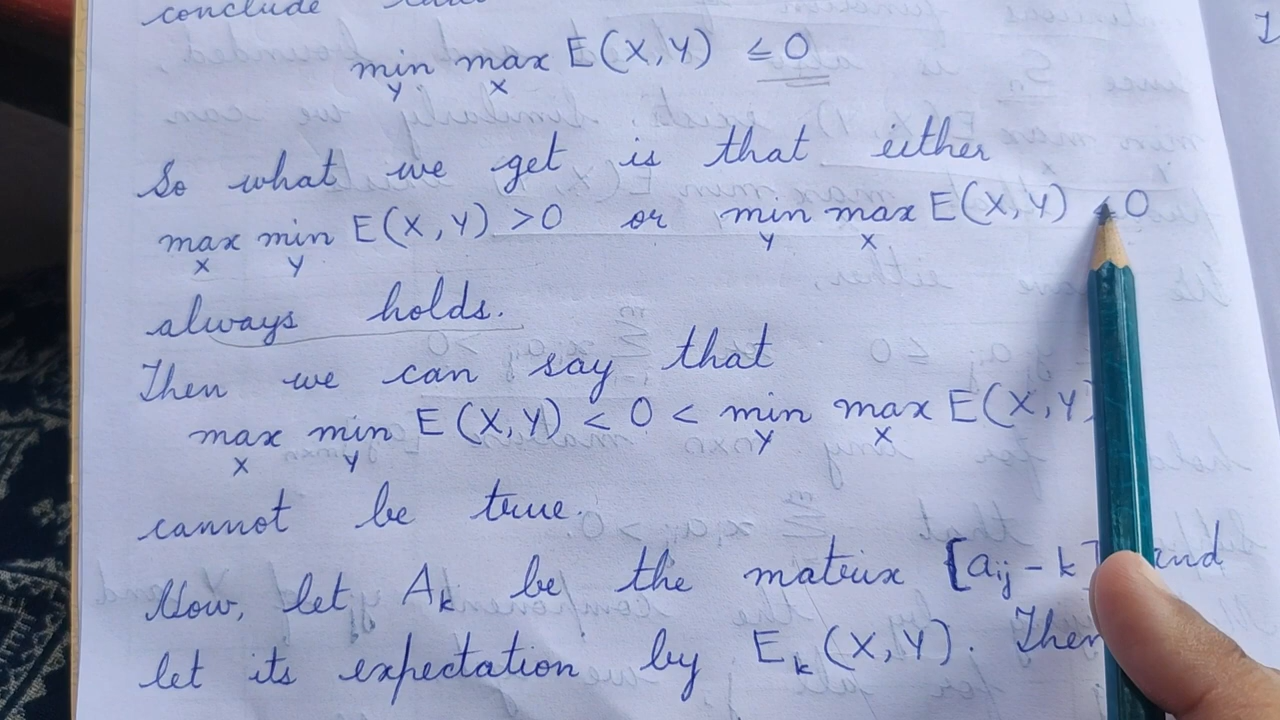 conclude
min max E(X,Y) ≤ 0
Y X
So what we get is that either
max min E(X,Y) >0 or min max E(X,Y) ≤0
X Y Y X
always holds.
Then we can say that
max min E(X,Y) < 0 < min max E(X,Y)
X Y Y X
cannot be true.
Now, let Ak be the matrix [aij - k] and
let its expectation by Ek(X,Y). Then